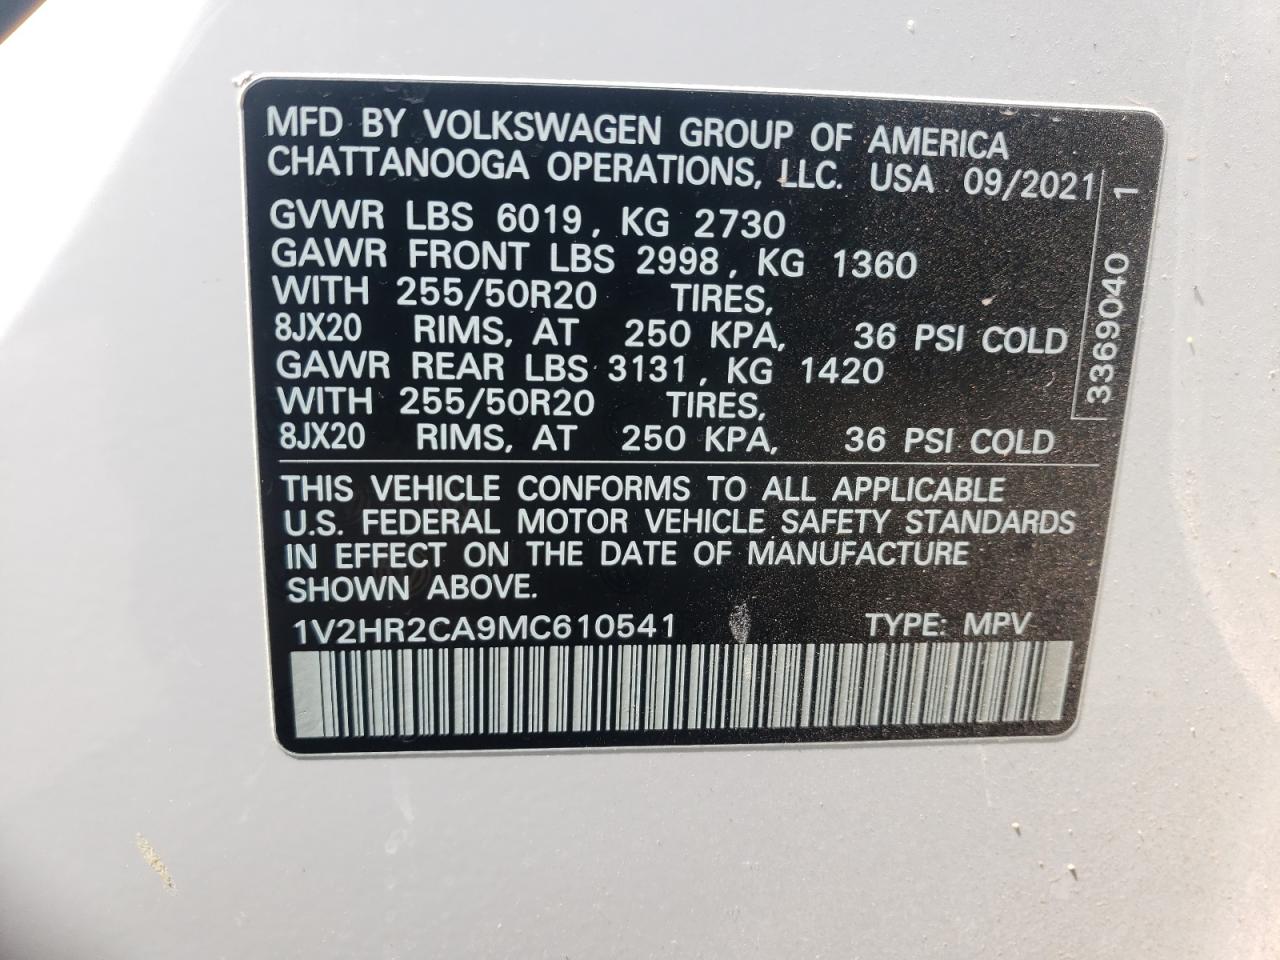 MFD BY VOLKSWAGEN GROUP OF AMERICA
CHATTANOOGA OPERATIONS, LLC. USA 09/2021
GVWR LBS 6019, KG 2730
GAWR FRONT LBS 2998, KG 1360
WITH 255/50R20 TIRES,
8JX20 RIMS, AT 250 KPA, 36 PSI COLD
GAWR REAR LBS 3131, KG 1420
WITH 255/50R20 TIRES,
8JX20 RIMS, AT 250 KPA, 36 PSI COLD
3369040 1
THIS VEHICLE CONFORMS TO ALL APPLICABLE
U.S. FEDERAL MOTOR VEHICLE SAFETY STANDARDS
IN EFFECT ON THE DATE OF MANUFACTURE
SHOWN ABOVE.
1V2HR2CA9MC610541 TYPE: MPV